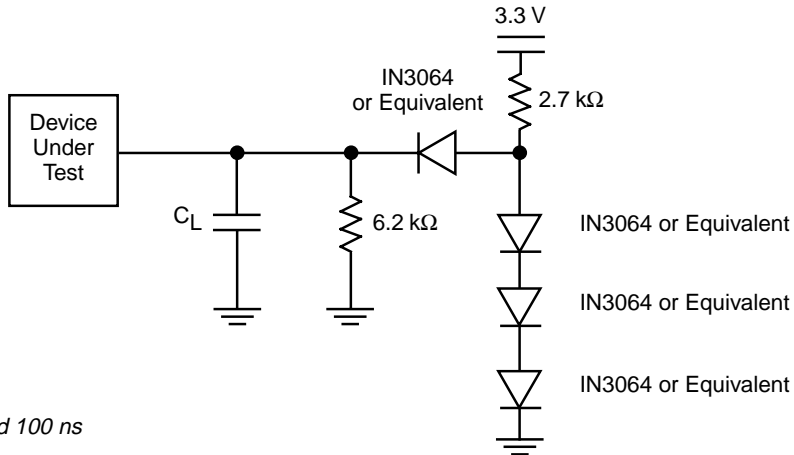 3.3 V
IN3064
or Equivalent
2.7 kΩ
Device
Under
Test
CL
6.2 kΩ
IN3064 or Equivalent
IN3064 or Equivalent
IN3064 or Equivalent
100 ns